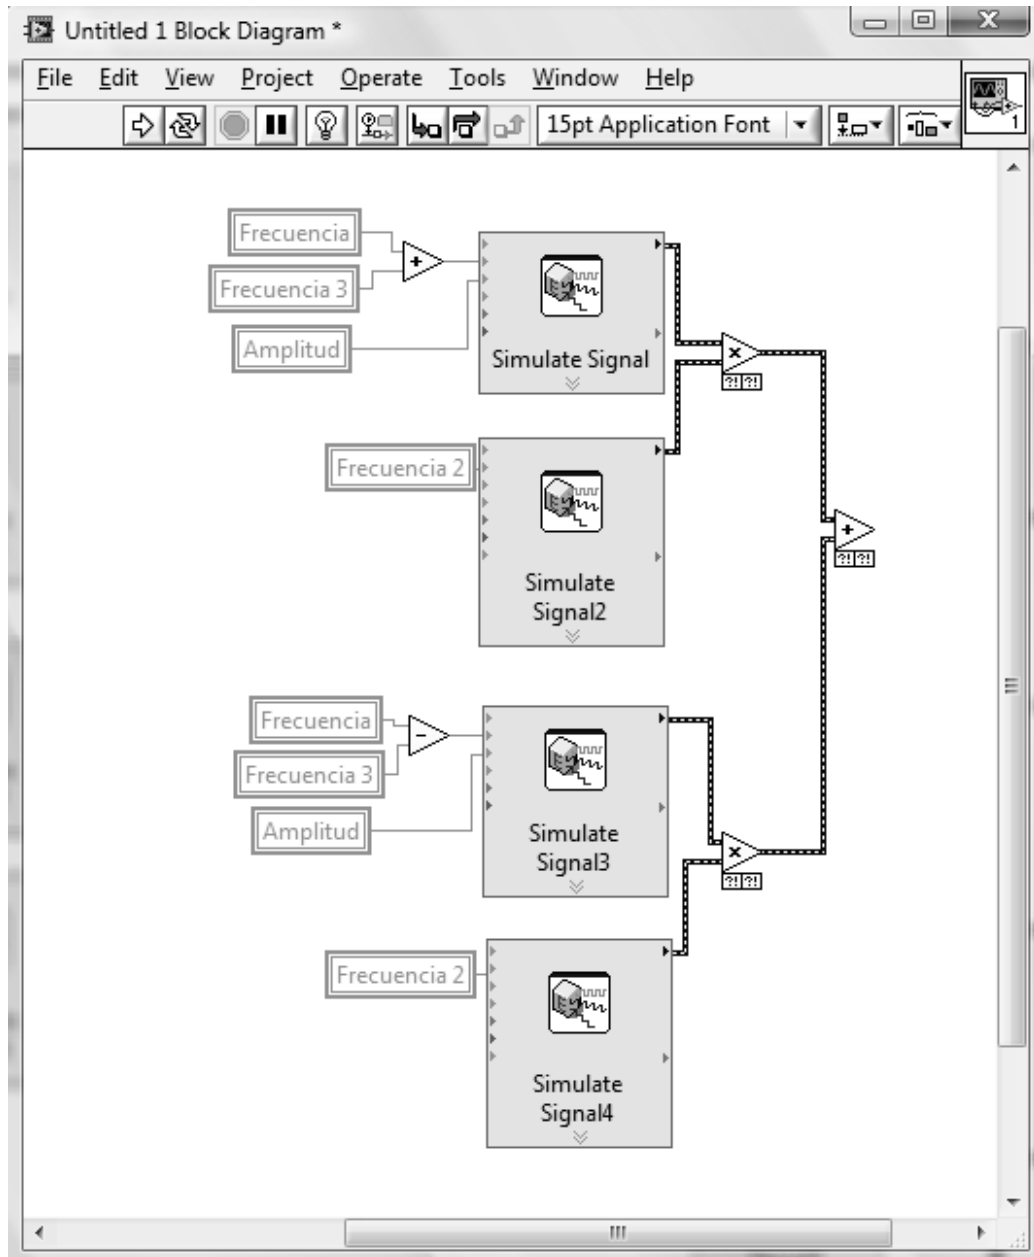 Untitled 1 Block Diagram *
File Edit View Project Operate Tools Window Help
15pt Application Font
1
Frecuencia
+
Frecuencia 3
Amplitud
Simulate Signal
x
?! ?!
Frecuencia 2
Simulate
Signal2
+
?! ?!
Frecuencia
-
Frecuencia 3
Amplitud
Simulate
Signal3
x
?! ?!
Frecuencia 2
Simulate
Signal4